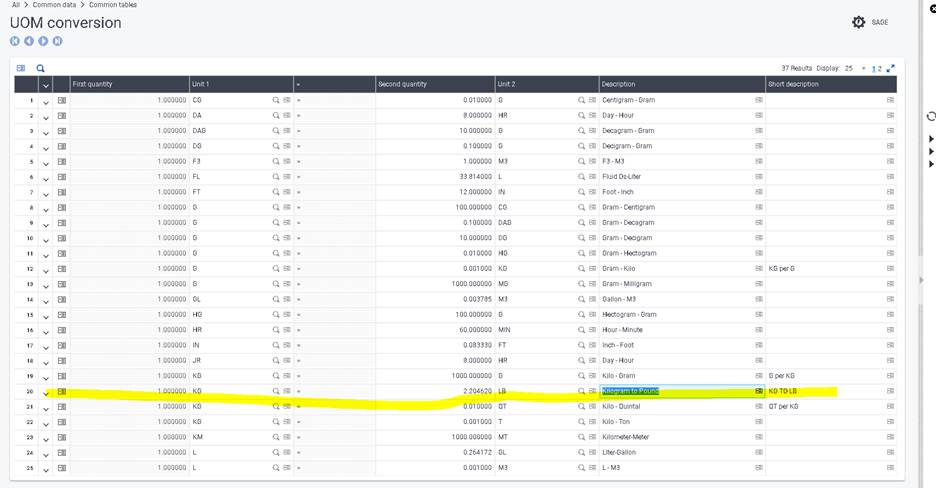 All > Common data > Common tables
UOM conversion
SAGE
37 Results Display: 25 1 2
First quantity Unit 1 = Second quantity Unit 2 Description Short description
1 1.000000 CG = 0.010000 G Centigram - Gram
2 1.000000 DA = 8.000000 HR Day - Hour
3 1.000000 DAG = 10.000000 G Decagram - Gram
4 1.000000 DG = 0.100000 G Decigram - Gram
5 1.000000 F3 = 1.000000 M3 F3 - M3
6 1.000000 FL = 33.814000 L Fluid Oz-Liter
7 1.000000 FT = 12.000000 IN Foot - Inch
8 1.000000 G = 100.000000 CG Gram - Centigram
9 1.000000 G = 0.100000 DAG Gram - Decagram
10 1.000000 G = 10.000000 DG Gram - Decigram
11 1.000000 G = 0.010000 HG Gram - Hectogram
12 1.000000 G = 0.001000 KG Gram - Kilo KG per G
13 1.000000 G = 1000.000000 MG Gram - Milligram
14 1.000000 GL = 0.003785 M3 Gallon - M3
15 1.000000 HG = 100.000000 G Hectogram - Gram
16 1.000000 HR = 60.000000 MIN Hour - Minute
17 1.000000 IN = 0.083330 FT Inch - Foot
18 1.000000 JR = 8.000000 HR Day - Hour
19 1.000000 KG = 1000.000000 G Kilo - Gram G per KG
20 1.000000 KG = 2.204620 LB Kilogram to Pound KG TO LB
21 1.000000 KG = 0.010000 QT Kilo - Quintal QT per KG
22 1.000000 KG = 0.001000 T Kilo - Ton
23 1.000000 KM = 1000.000000 MT Kilometer-Meter
24 1.000000 L = 0.264172 GL Liter-Gallon
25 1.000000 L = 0.001000 M3 L - M3